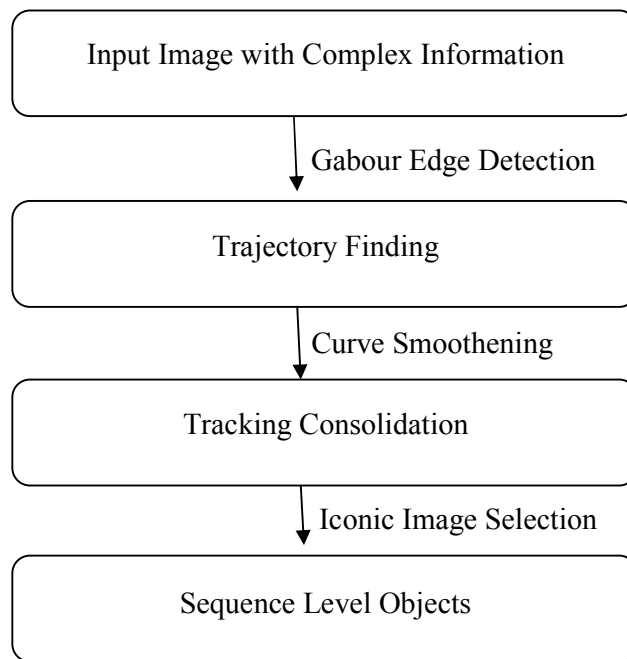 Input Image with Complex Information
Gabour Edge Detection
Trajectory Finding
Curve Smoothening
Tracking Consolidation
Iconic Image Selection
Sequence Level Objects